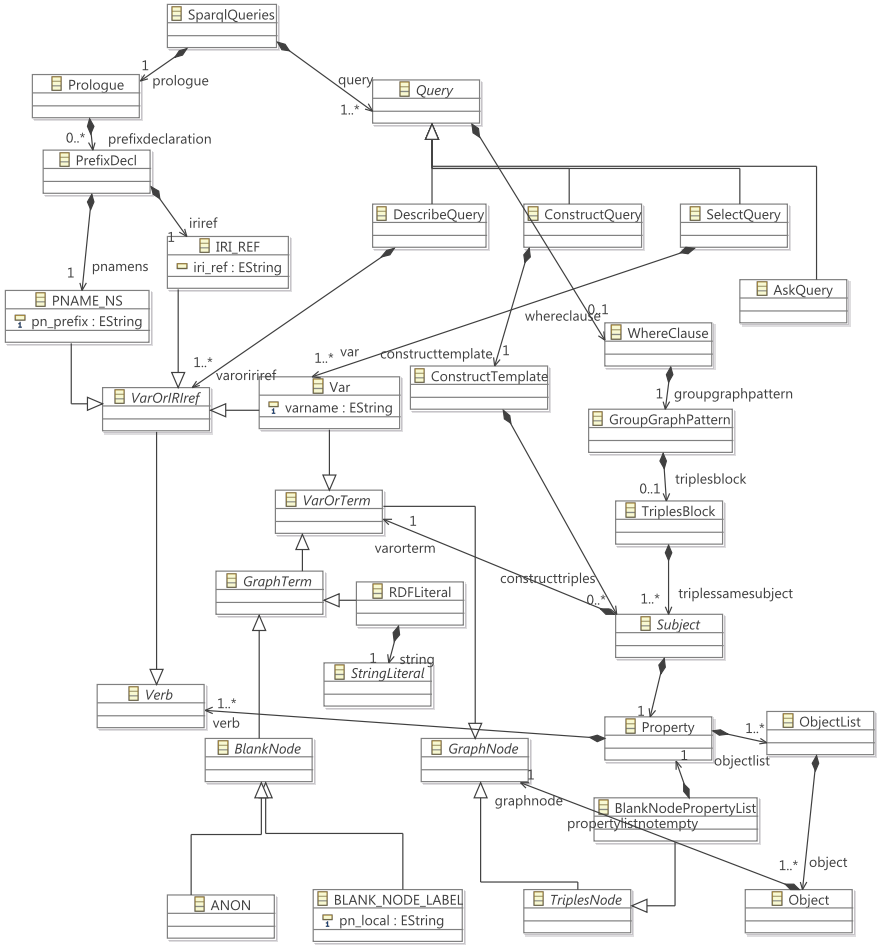 SparqlQueries
1
prologue
query
1..*
Prologue
Query
0..*
prefixdeclaration
PrefixDecl
iriref
1
pnamens
1
IRI_REF
iri_ref : EString
DescribeQuery
ConstructQuery
SelectQuery
AskQuery
PNAME_NS
pn_prefix : EString
whereclause
0..1
WhereClause
1..*
varoririref
1..*
var
constructtemplate
1
VarOrIRIref
Var
varname : EString
ConstructTemplate
1
groupgraphpattern
GroupGraphPattern
triplesblock
0..1
VarOrTerm
TriplesBlock
1
varorterm
GraphTerm
RDFLiteral
constructtriples
0..*
1..*
triplessamesubject
Subject
1
string
StringLiteral
Verb
1..*
verb
1
Property
1..*
objectlist
ObjectList
BlankNode
GraphNode
1
graphnode
1
BlankNodePropertyList
propertylistnotempty
1..*
object
ANON
BLANK_NODE_LABEL
pn_local : EString
TriplesNode
Object